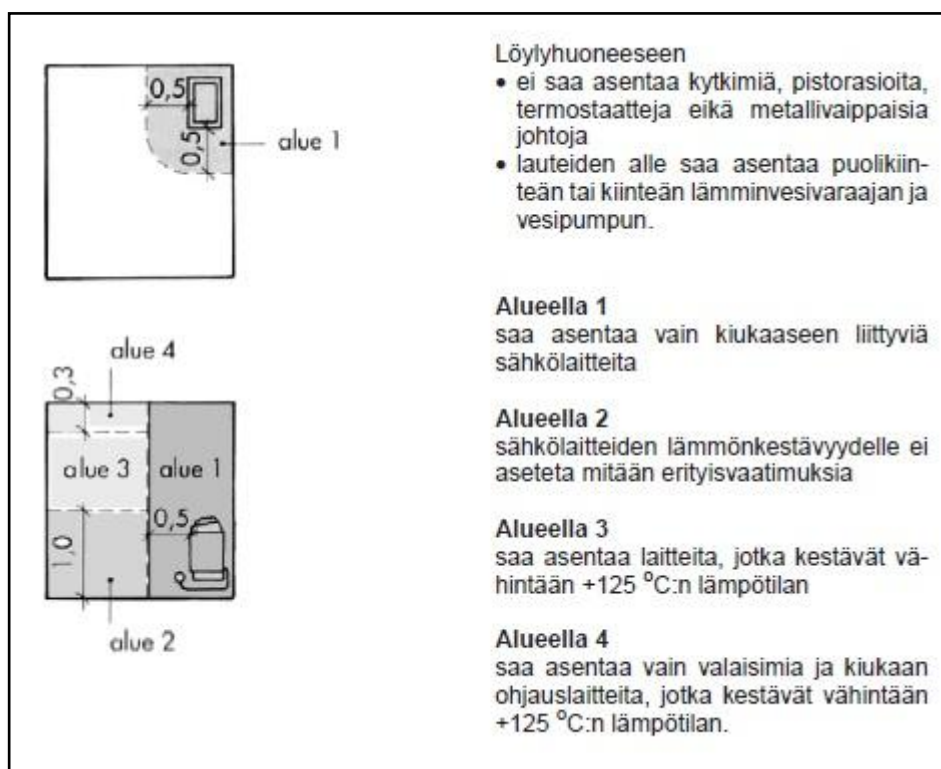 0,5
0,5
alue 1
alue 4
0,3
alue 3
alue 1
0,5
1,0
alue 2
Löylyhuoneeseen
• ei saa asentaa kytkimiä, pistorasioita,
termostaatteja eikä metallivaippaisia
johtoja
• lauteiden alle saa asentaa puolikiin-
teän tai kiinteän lämminvesivaraajan ja
vesipumpun.
Alueella 1
saa asentaa vain kiukaaseen liittyviä
sähkölaitteita
Alueella 2
sähkölaitteiden lämmönkestävyydelle ei
aseteta mitään erityisvaatimuksia
Alueella 3
saa asentaa laitteita, jotka kestävät vä-
hintään +125 ºC:n lämpötilan
Alueella 4
saa asentaa vain valaisimia ja kiukaan
ohjauslaitteita, jotka kestävät vähintään
+125 ºC:n lämpötilan.